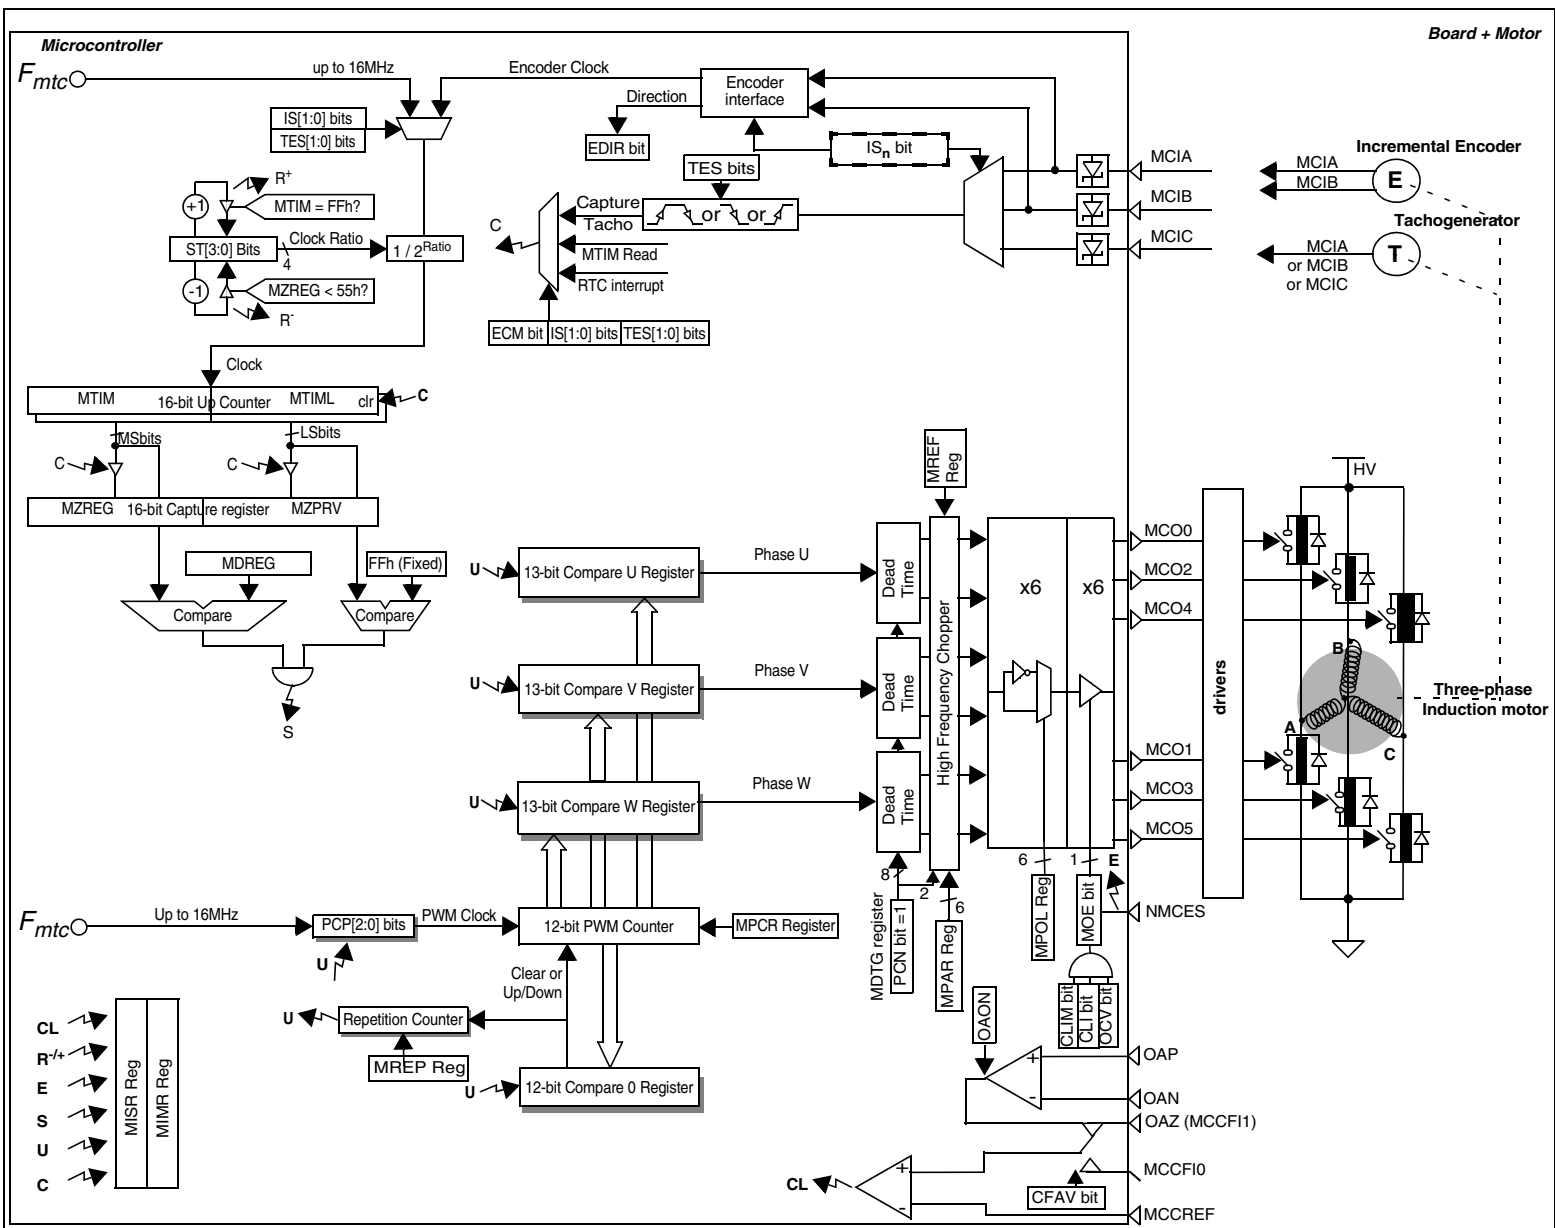 Microcontroller
Board + Motor
Fmtc
up to 16MHz
Encoder Clock
Encoder
interface
Direction
EDIR bit
IS[1:0] bits
TES[1:0] bits
ISn bit
TES bits
MCIA
MCIB
MCIC
Incremental Encoder
MCIA
MCIB
E
Tachogenerator
MCIA
or MCIB
or MCIC
T
R+
+1
MTIM = FFh?
ST[3:0] Bits
Clock Ratio
4
1 / 2Ratio
-1
MZREG < 55h?
R-
C
Capture
Tacho
or
or
MTIM Read
RTC interrupt
ECM bit
IS[1:0] bits
TES[1:0] bits
Clock
MTIM
16-bit Up Counter
MTIML
clr
C
MSbits
LSbits
C
C
MZREG
16-bit Capture register
MZPRV
MDREG
FFh (Fixed)
Compare
Compare
S
MREF
Reg
HV
U
13-bit Compare U Register
Phase U
U
13-bit Compare V Register
Phase V
U
13-bit Compare W Register
Phase W
Dead
Time
Dead
Time
Dead
Time
High Frequency Chopper
x6
x6
MCO0
MCO2
MCO4
MCO1
MCO3
MCO5
drivers
B
A
C
Three-phase
Induction motor
8
2
6
6
1
E
NMCES
MDTG register
PCN bit =1
MPAR Reg
MPOL Reg
MOE bit
CLIM bit
CLI bit
OCV bit
Fmtc
Up to 16MHz
PCP[2:0] bits
PWM Clock
12-bit PWM Counter
MPCR Register
U
Clear or
Up/Down
U
Repetition Counter
MREP Reg
U
12-bit Compare 0 Register
CL
R-/+
E
S
U
C
MISR Reg
MIMR Reg
OAON
+
-
OAP
OAN
OAZ (MCCFI1)
MCCFI0
CFAV bit
MCCREF
CL
+
-